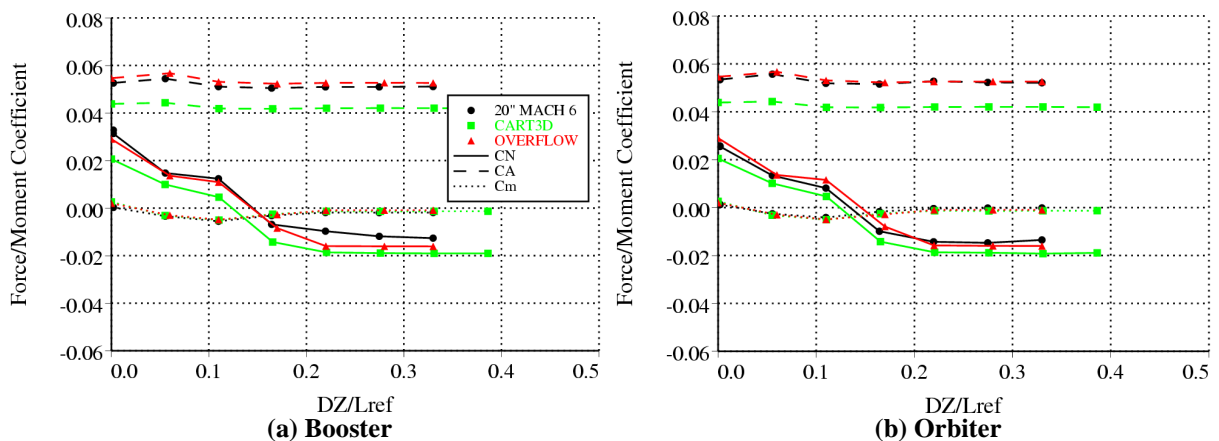 0.08
0.06
0.04
0.02
0.00
-0.02
-0.04
-0.06
Force/Moment Coefficient
0.0 0.1 0.2 0.3 0.4 0.5
DZ/Lref
20" MACH 6
CART3D
OVERFLOW
CN
CA
Cm
(a) Booster
0.08
0.06
0.04
0.02
0.00
-0.02
-0.04
-0.06
Force/Moment Coefficient
0.0 0.1 0.2 0.3 0.4 0.5
DZ/Lref
(b) Orbiter